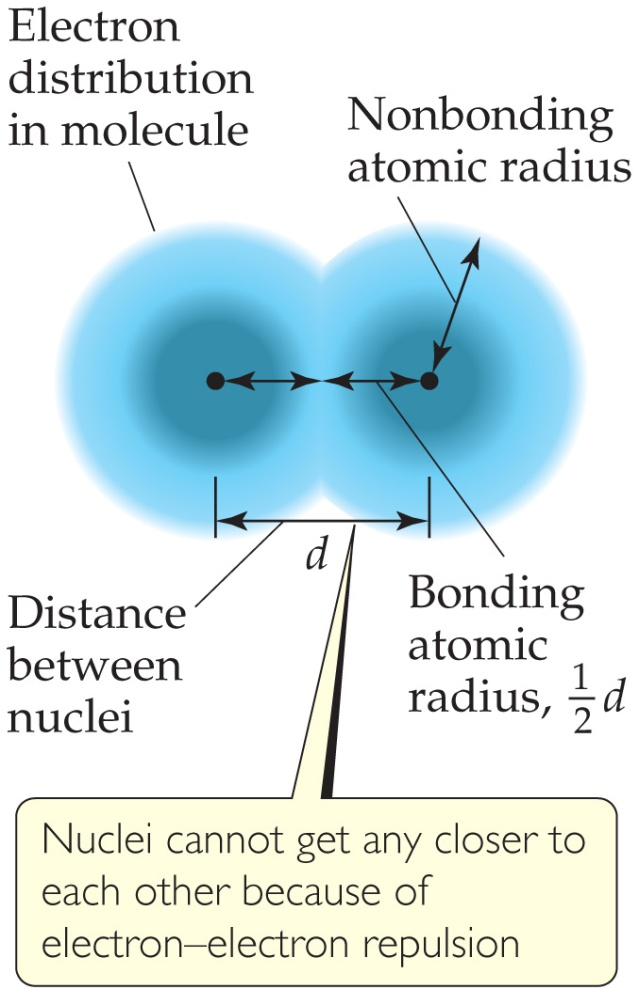 Electron
distribution
in molecule
Nonbonding
atomic radius
d
Distance
between
nuclei
Bonding
atomic
radius, 1/2 d
Nuclei cannot get any closer to
each other because of
electron–electron repulsion